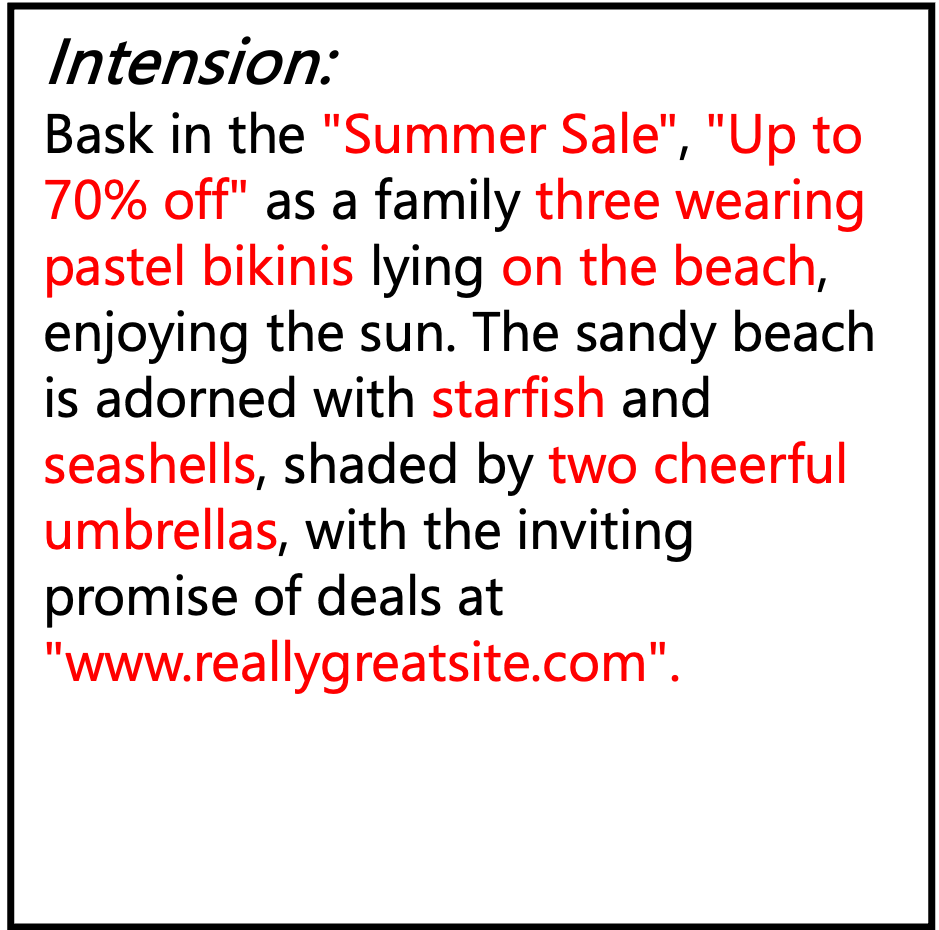 Intension:
Bask in the "Summer Sale", "Up to
70% off" as a family three wearing
pastel bikinis lying on the beach,
enjoying the sun. The sandy beach
is adorned with starfish and
seashells, shaded by two cheerful
umbrellas, with the inviting
promise of deals at
"www.reallygreatsite.com".